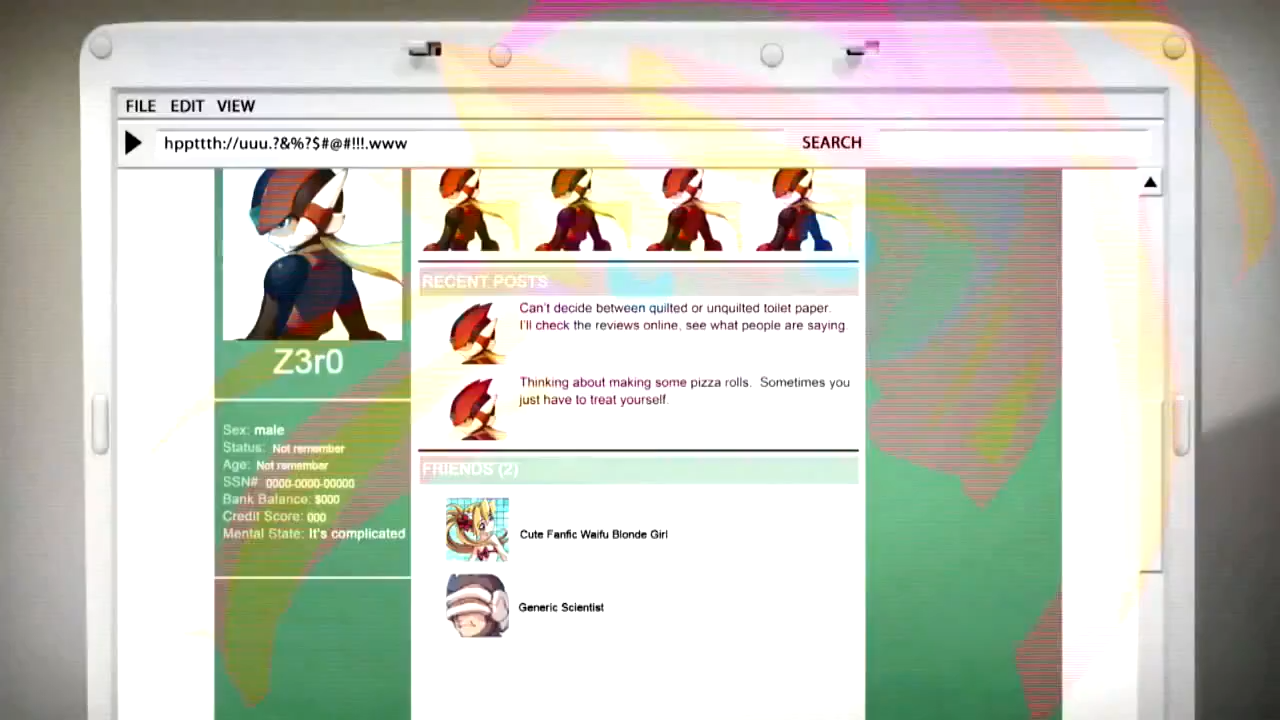 FILE EDIT VIEW
hppttth://uuu.?&%?$#@#!!!.www SEARCH
Z3r0
Sex: male
Status: Not remember
Age: Not remember
SSN# 0000-0000-00000
Bank Balance: $000
Credit Score: 000
Mental State: It's complicated
RECENT POSTS
Can't decide between quilted or unquilted toilet paper.
I'll check the reviews online, see what people are saying
Thinking about making some pizza rolls. Sometimes you
just have to treat yourself.
FRIENDS (2)
Cute Fanfic Waifu Blonde Girl
Generic Scientist